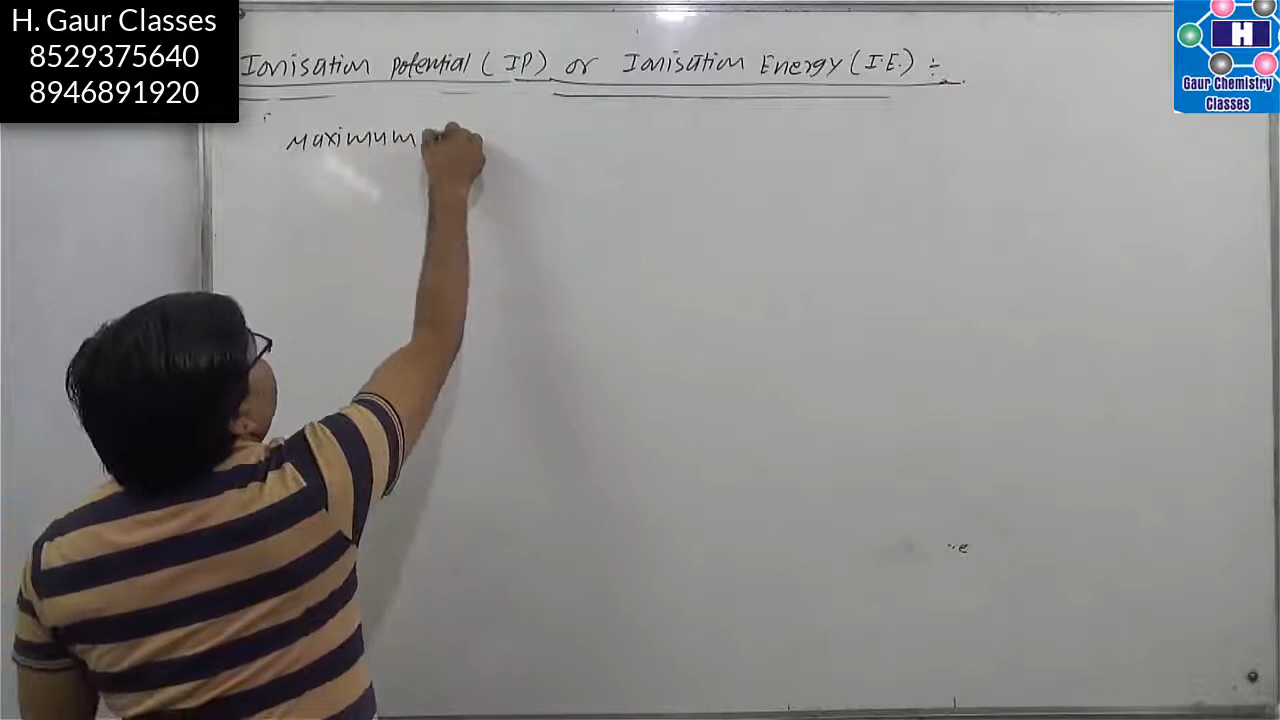 H. Gaur Classes
8529375640
8946891920
Ionisation potential (IP) or Ionisation Energy (I.E.) ÷
Maximum
H
Gaur Chemistry
Classes